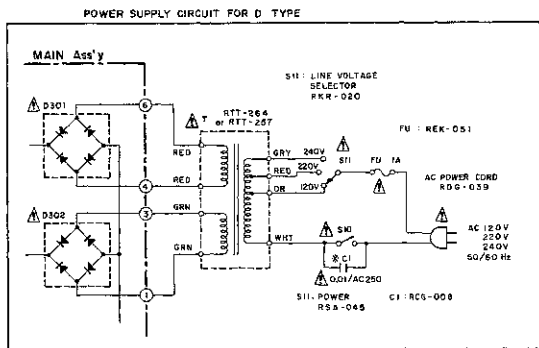 POWER SUPPLY CIRCUIT FOR D TYPE
MAIN Ass'y
S11 : LINE VOLTAGE
SELECTOR
RKR-020
D301
6
T
RTT-264
or RTT-257
FU : REK-051
GRY
240V
S11
RED
RED
220V
FU
1A
AC POWER CORD
RDG-039
4
RED
OR
120V
D302
3
GRN
GRN
WHT
S10
AC 120V
220V
240V
50/60 Hz
※ C1
0.01/AC250
1
S11. POWER
RSA-045
C1 : RCG-008